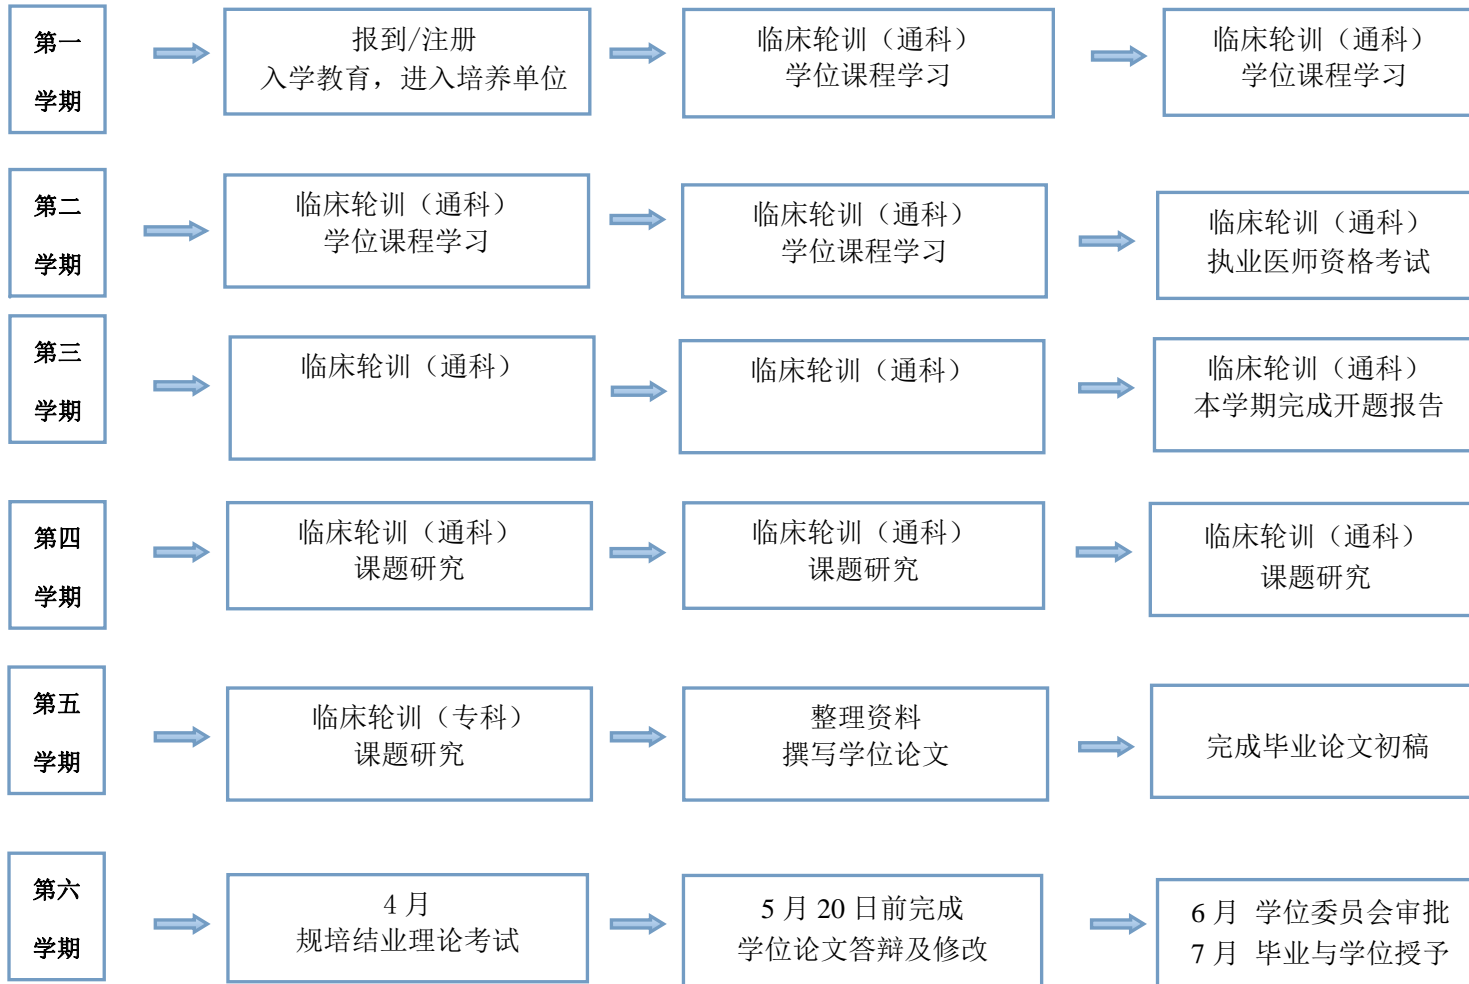 第一
学期
报到/注册
入学教育，进入培养单位
临床轮训（通科）
学位课程学习
临床轮训（通科）
学位课程学习
第二
学期
临床轮训（通科）
学位课程学习
临床轮训（通科）
学位课程学习
临床轮训（通科）
执业医师资格考试
第三
学期
临床轮训（通科）
临床轮训（通科）
临床轮训（通科）
本学期完成开题报告
第四
学期
临床轮训（通科）
课题研究
临床轮训（通科）
课题研究
临床轮训（通科）
课题研究
第五
学期
临床轮训（专科）
课题研究
整理资料
撰写学位论文
完成毕业论文初稿
第六
学期
4 月
规培结业理论考试
5 月 20 日前完成
学位论文答辩及修改
6 月 学位委员会审批
7 月 毕业与学位授予